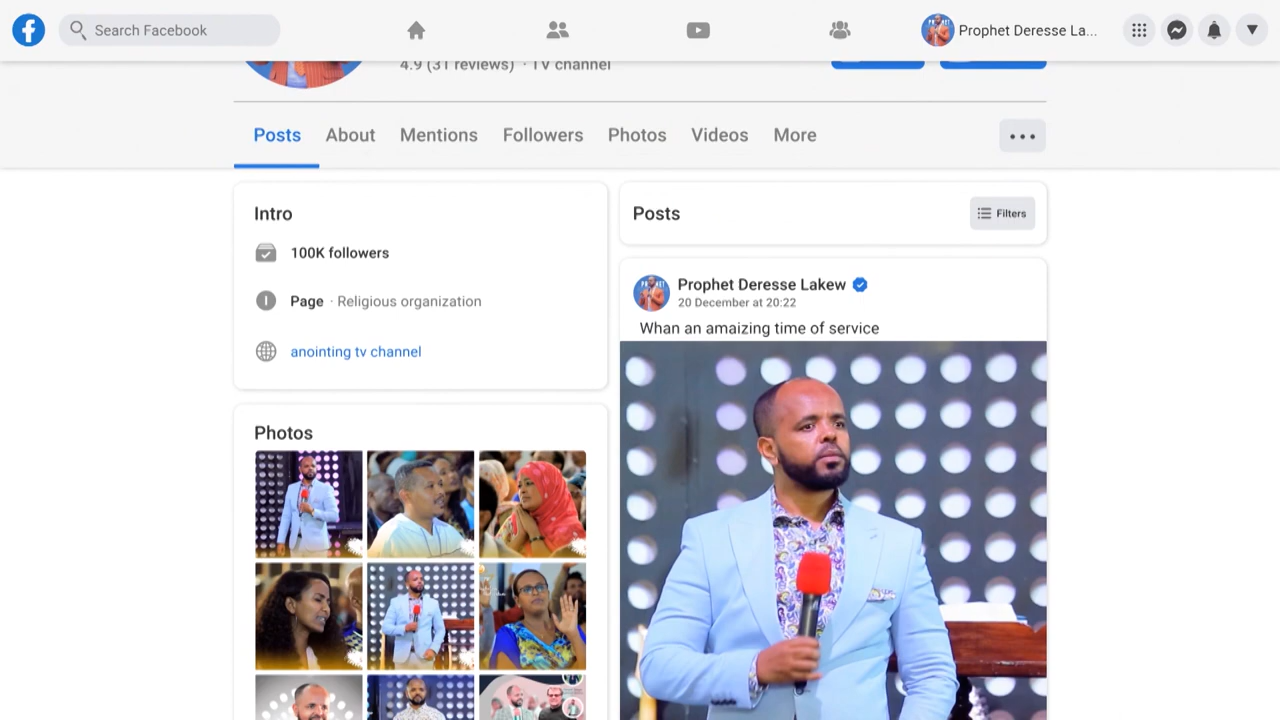 Search Facebook
Prophet Deresse La...
4.9 (31 reviews) · TV channel
Posts About Mentions Followers Photos Videos More
Intro
100K followers
Page · Religious organization
anointing tv channel
Photos
Posts
Filters
Prophet Deresse Lakew
20 December at 20:22
Whan an amaizing time of service